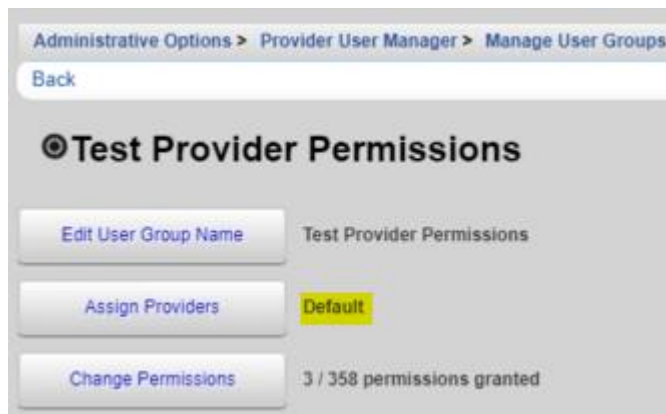 Administrative Options > Provider User Manager > Manage User Groups
Back
Test Provider Permissions
Edit User Group Name Test Provider Permissions
Assign Providers Default
Change Permissions 3 / 358 permissions granted